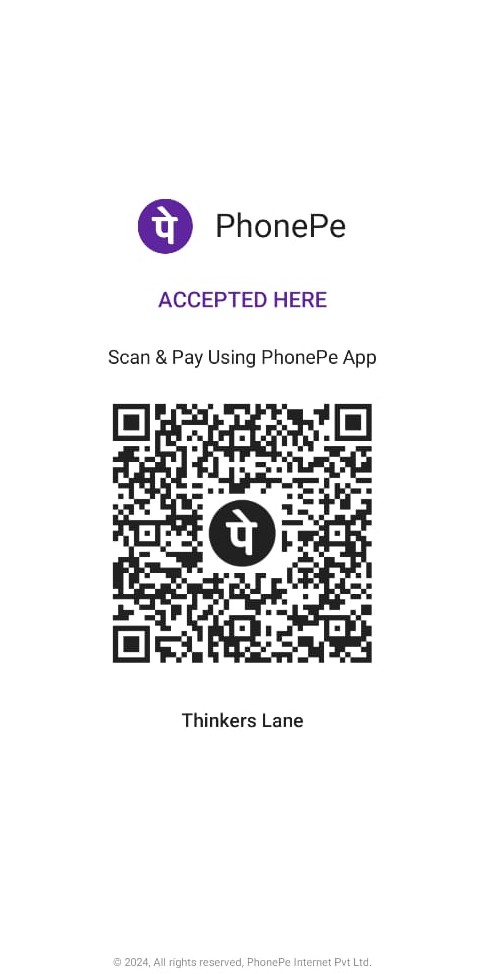 पे PhonePe
ACCEPTED HERE
Scan & Pay Using PhonePe App
पे
Thinkers Lane
© 2024, All rights reserved, PhonePe Internet Pvt Ltd.